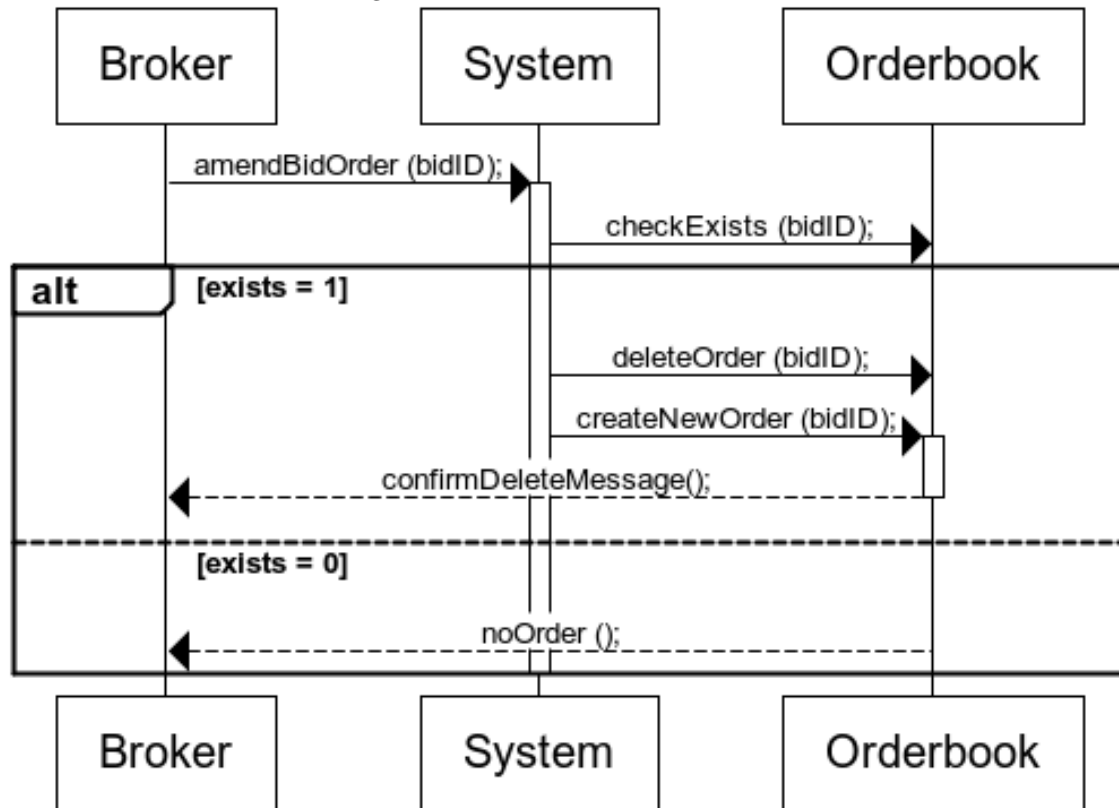 Broker System Orderbook
amendBidOrder (bidID);
checkExists (bidID);
alt [exists = 1]
deleteOrder (bidID);
createNewOrder (bidID);
confirmDeleteMessage();
[exists = 0]
noOrder ();
Broker System Orderbook